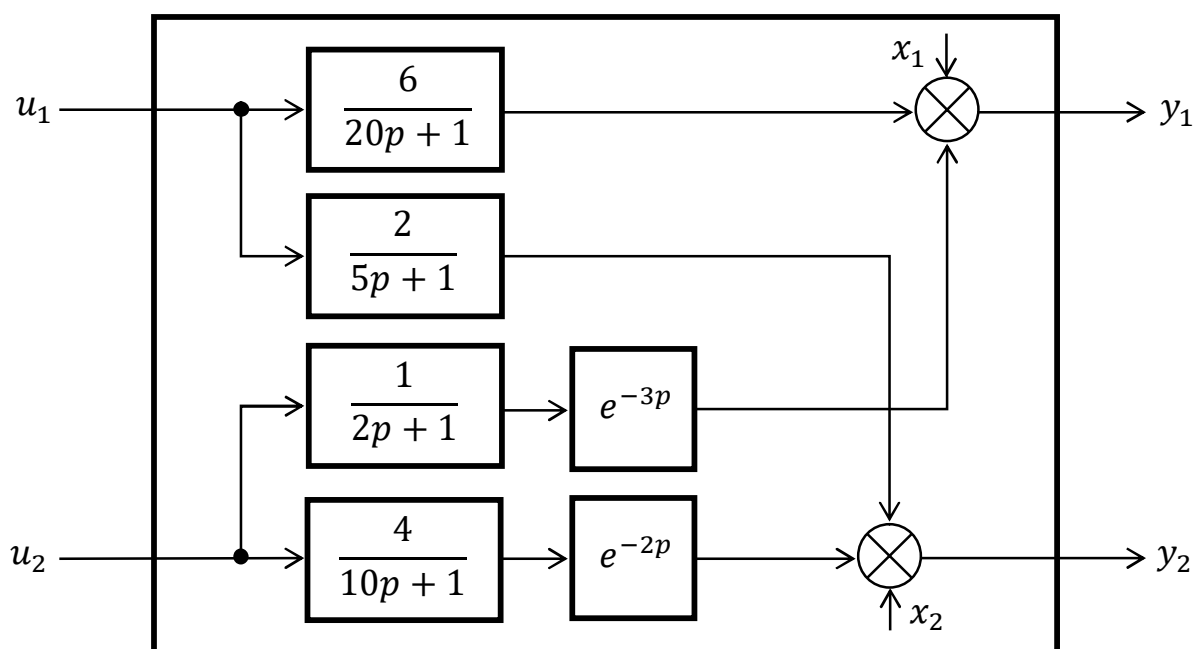 x₁
u₁
6
20p + 1
y₁
2
5p + 1
1
2p + 1
e⁻³ᵖ
u₂
4
10p + 1
e⁻²ᵖ
y₂
x₂